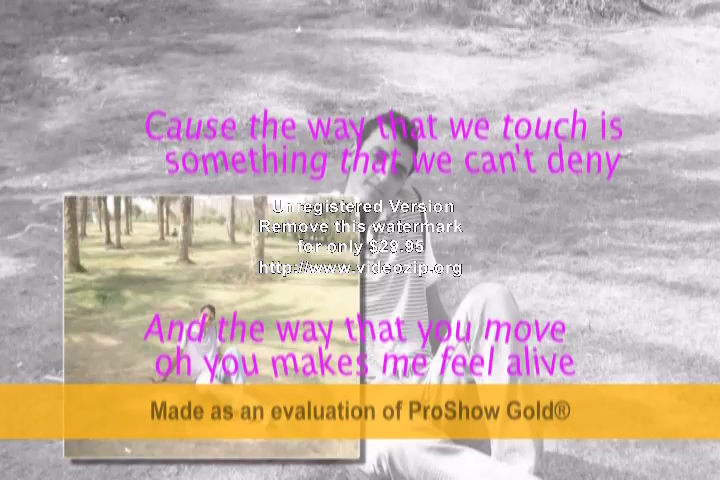 Cause the way that we touch is
something that we can't deny
Unregistered Version
Remove this watermark
for only $29.95
http://www.videozip.org
And the way that you move
oh you makes me feel alive
Made as an evaluation of ProShow Gold®